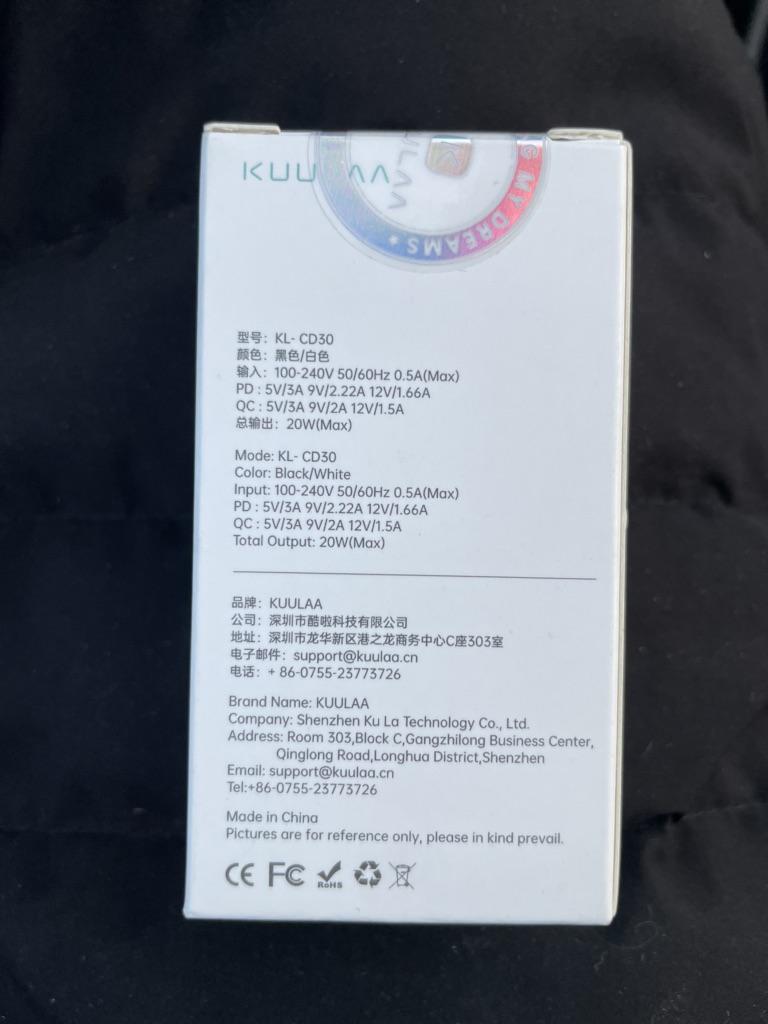 KUULAA
ULAA
G MY DREAMS ★
型号：KL- CD30
颜色：黑色/白色
输入：100-240V 50/60Hz 0.5A(Max)
PD : 5V/3A 9V/2.22A 12V/1.66A
QC : 5V/3A 9V/2A 12V/1.5A
总输出：20W(Max)
Mode: KL- CD30
Color: Black/White
Input: 100-240V 50/60Hz 0.5A(Max)
PD : 5V/3A 9V/2.22A 12V/1.66A
QC : 5V/3A 9V/2A 12V/1.5A
Total Output: 20W(Max)
品牌：KUULAA
公司：深圳市酷啦科技有限公司
地址：深圳市龙华新区港之龙商务中心C座303室
电子邮件：support@kuulaa.cn
电话：+ 86-0755-23773726
Brand Name: KUULAA
Company: Shenzhen Ku La Technology Co., Ltd.
Address: Room 303,Block C,Gangzhilong Business Center,
Qinglong Road,Longhua District,Shenzhen
Email: support@kuulaa.cn
Tel:+86-0755-23773726
Made in China
Pictures are for reference only, please in kind prevail.
CE FC RoHS